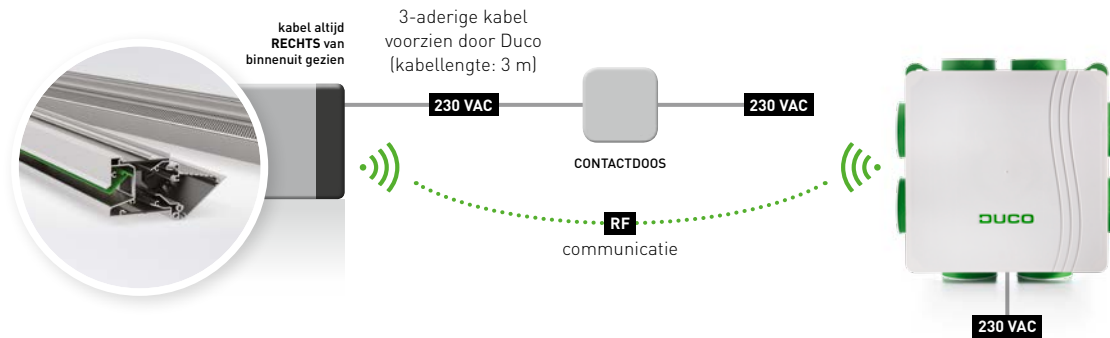 kabel altijd
RECHTS van
binnenuit gezien
3-aderige kabel
voorzien door Duco
(kabellengte: 3 m)
230 VAC
230 VAC
CONTACTDOOS
RF
communicatie
DUCO
230 VAC